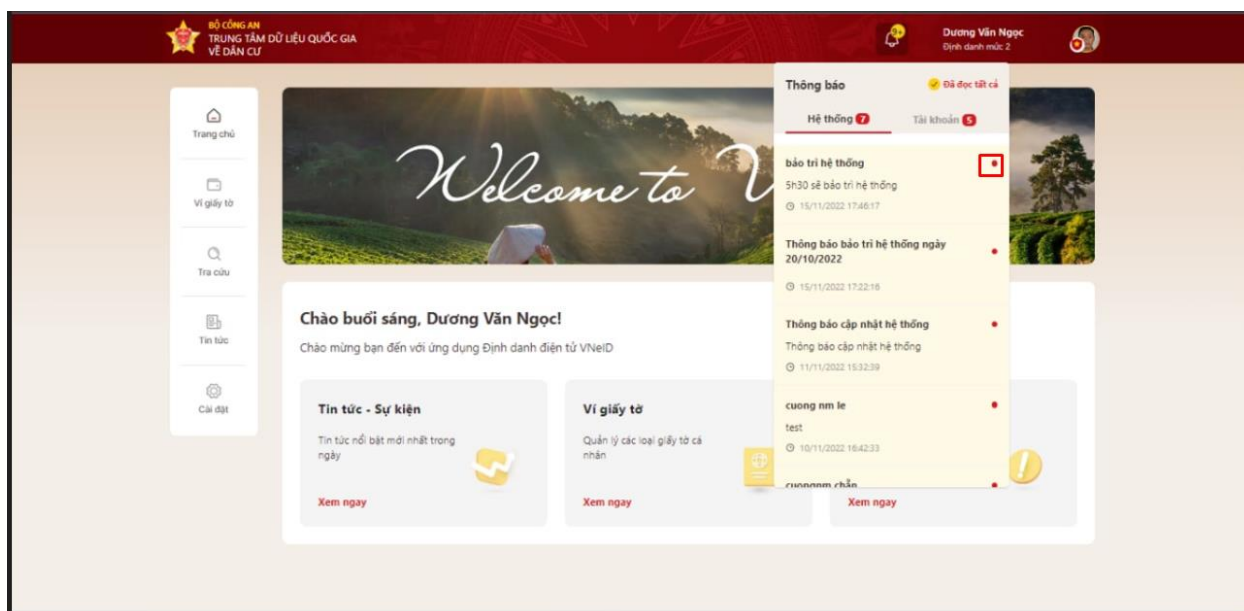 BỘ CÔNG AN
TRUNG TÂM DỮ LIỆU QUỐC GIA
VỀ DÂN CƯ
9+
Dương Văn Ngọc
Định danh mức 2
Thông báo
Đã đọc tất cả
Hệ thống 7
Tài khoản 5
bảo trì hệ thống
5h30 sẽ bảo trì hệ thống
15/11/2022 17:46:17
Thông báo bảo trì hệ thống ngày
20/10/2022
15/11/2022 17:22:16
Thông báo cập nhật hệ thống
Thông báo cập nhật hệ thống
11/11/2022 15:32:39
cuong nm le
test
10/11/2022 16:42:33
cuongnm chẵn
Trang chủ
Ví giấy tờ
Tra cứu
Tin tức
Cài đặt
Welcome to V
Chào buổi sáng, Dương Văn Ngọc!
Chào mừng bạn đến với ứng dụng Định danh điện tử VNeID
Tin tức - Sự kiện
Tin tức nổi bật mới nhất trong
ngày
Xem ngay
Ví giấy tờ
Quản lý các loại giấy tờ cá
nhân
Xem ngay
Xem ngay